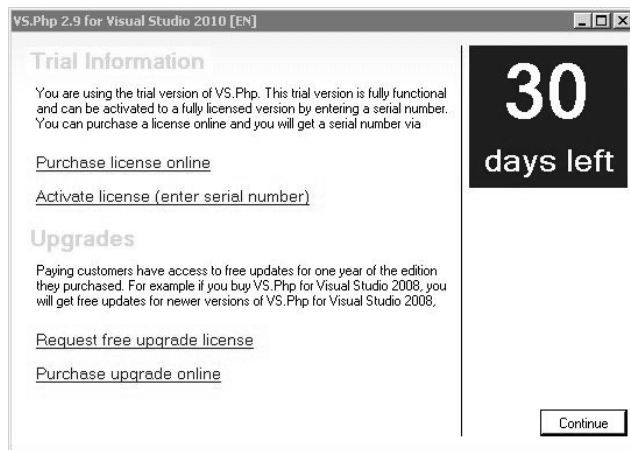 VS.Php 2.9 for Visual Studio 2010 [EN]
Trial Information
You are using the trial version of VS.Php. This trial version is fully functional
and can be activated to a fully licensed version by entering a serial number.
You can purchase a license online and you will get a serial number via
Purchase license online
Activate license (enter serial number)
Upgrades
Paying customers have access to free updates for one year of the edition
they purchased. For example if you buy VS.Php for Visual Studio 2008, you
will get free updates for newer versions of VS.Php for Visual Studio 2008,
Request free upgrade license
Purchase upgrade online
30
days left
Continue